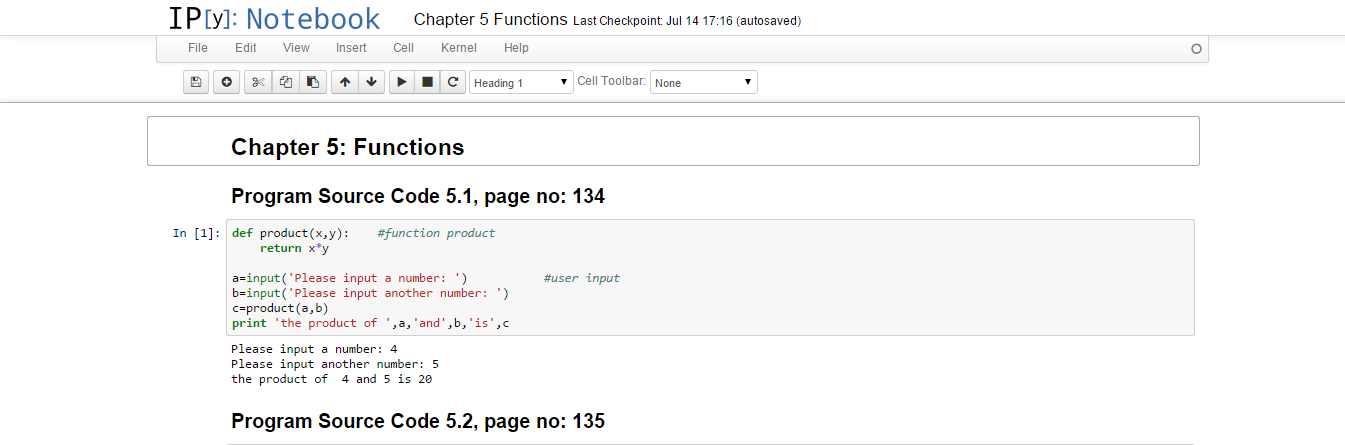 IP[y]: Notebook Chapter 5 Functions Last Checkpoint: Jul 14 17:16 (autosaved)
File Edit View Insert Cell Kernel Help
Heading 1 Cell Toolbar: None
Chapter 5: Functions
Program Source Code 5.1, page no: 134
In [1]: def product(x,y):    #function product
    return x*y
a=input('Please input a number: ')           #user input
b=input('Please input another number: ')
c=product(a,b)
print 'the product of ',a,'and',b,'is',c
Please input a number: 4
Please input another number: 5
the product of  4 and 5 is 20
Program Source Code 5.2, page no: 135